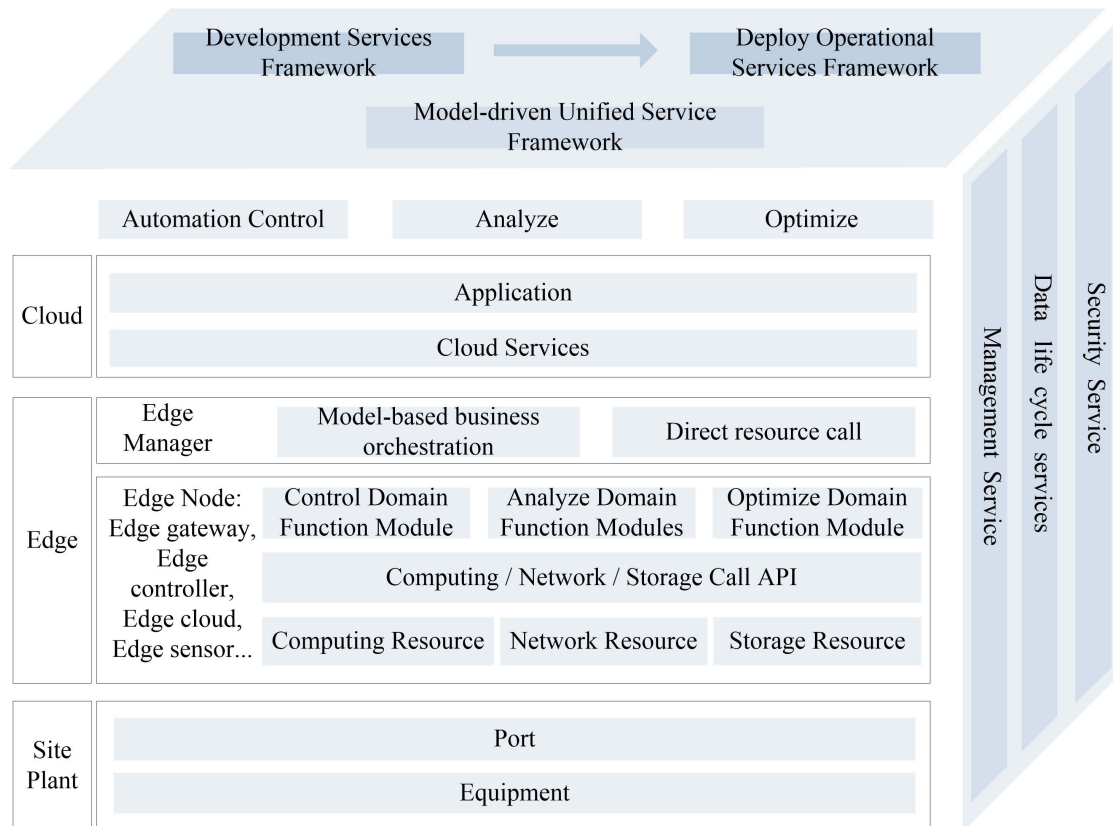 Development Services
Framework
Deploy Operational
Services Framework
Model-driven Unified Service
Framework
Automation Control
Analyze
Optimize
Cloud
Application
Cloud Services
Edge
Edge
Manager
Model-based business
orchestration
Direct resource call
Edge Node:
Edge gateway,
Edge
controller,
Edge cloud,
Edge sensor...
Control Domain
Function Module
Analyze Domain
Function Modules
Optimize Domain
Function Module
Computing / Network / Storage Call API
Computing Resource
Network Resource
Storage Resource
Site
Plant
Port
Equipment
Management Service
Data life cycle services
Security Service